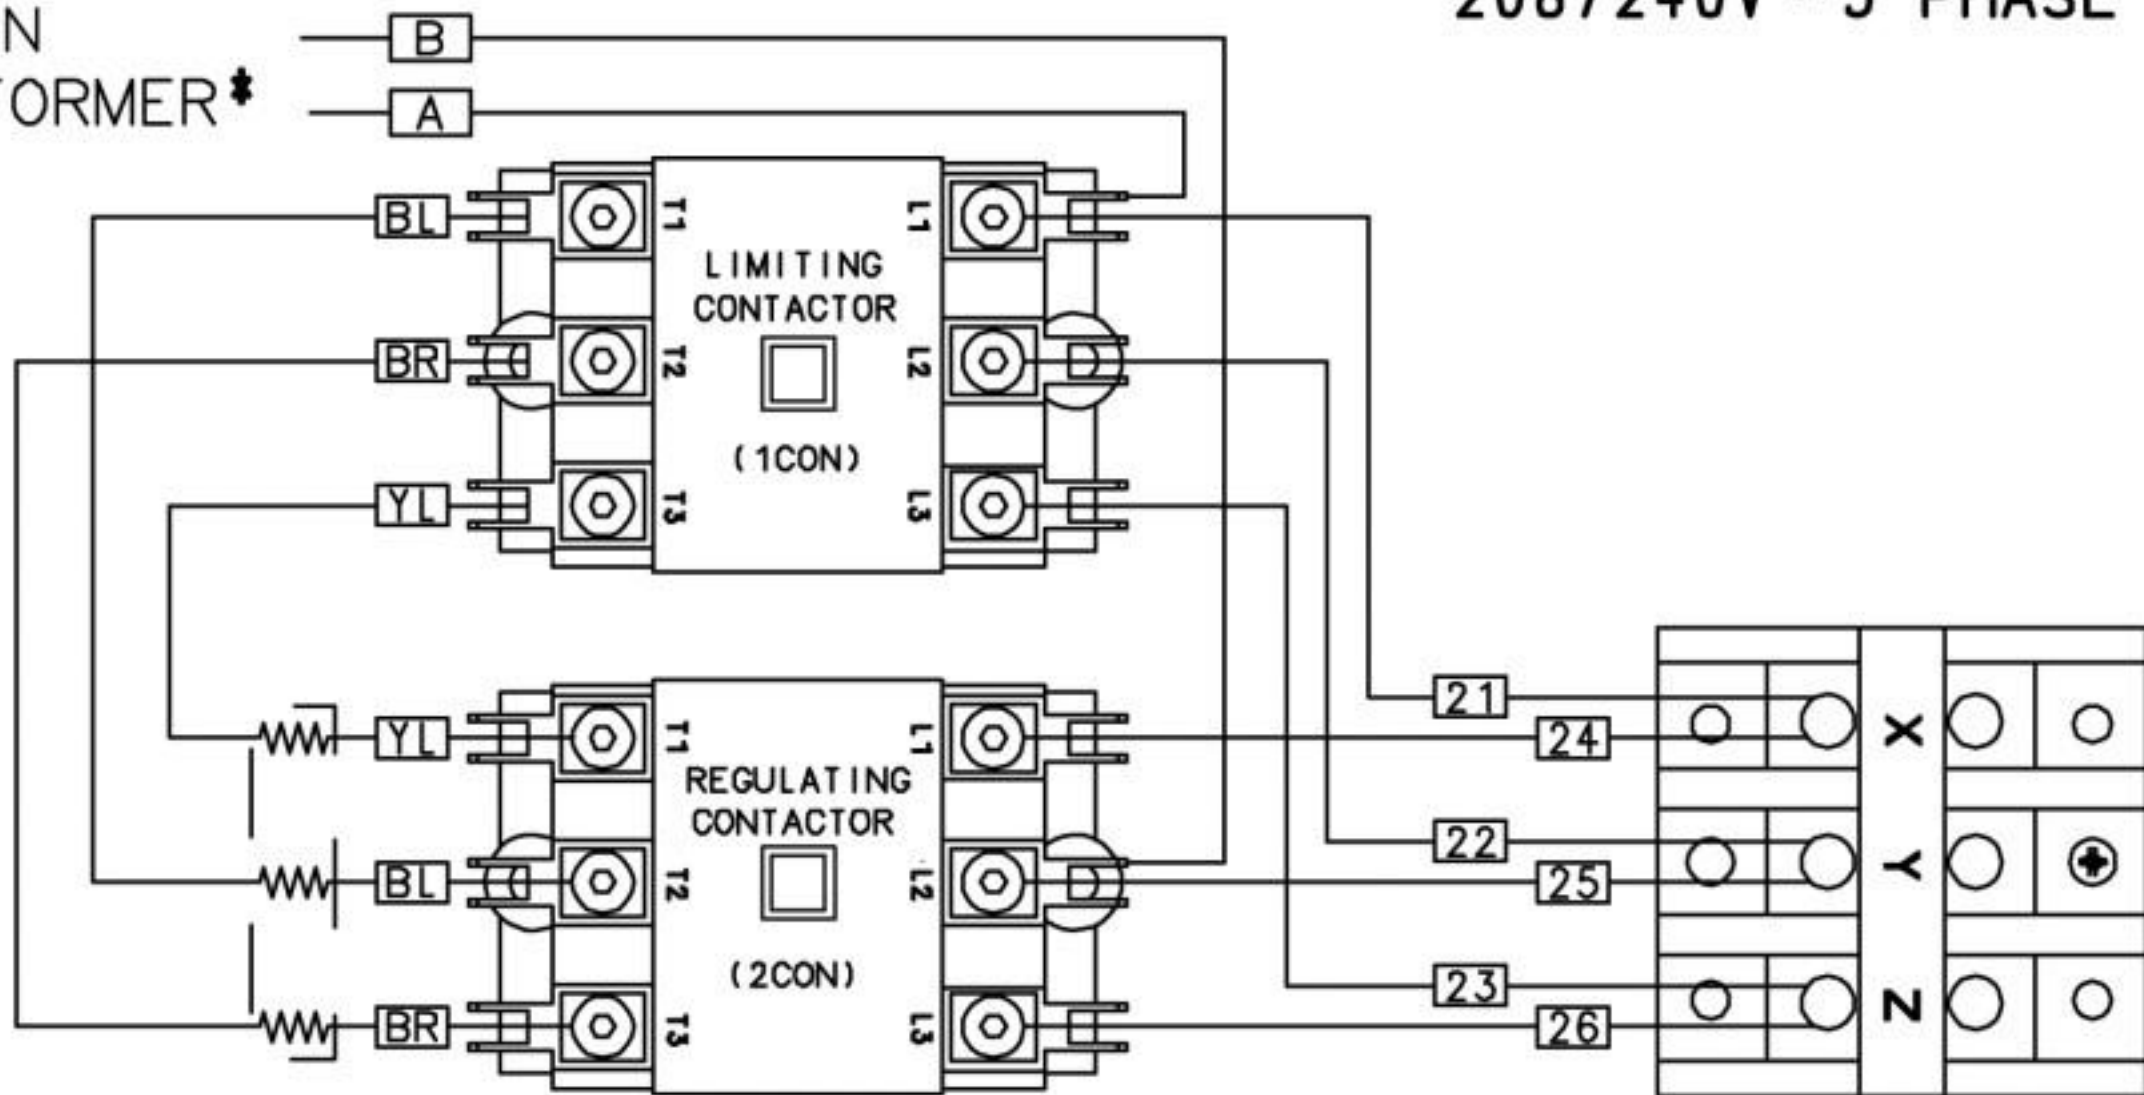 B
A
BL
T1
L1
LIMITING
CONTACTOR
BR
T2
L2
(1CON)
YL
T3
L3
21
YL
T1
L1
24
X
REGULATING
CONTACTOR
22
BL
T2
L2
25
Y
(2CON)
23
BR
T3
L3
26
Z
PHASE